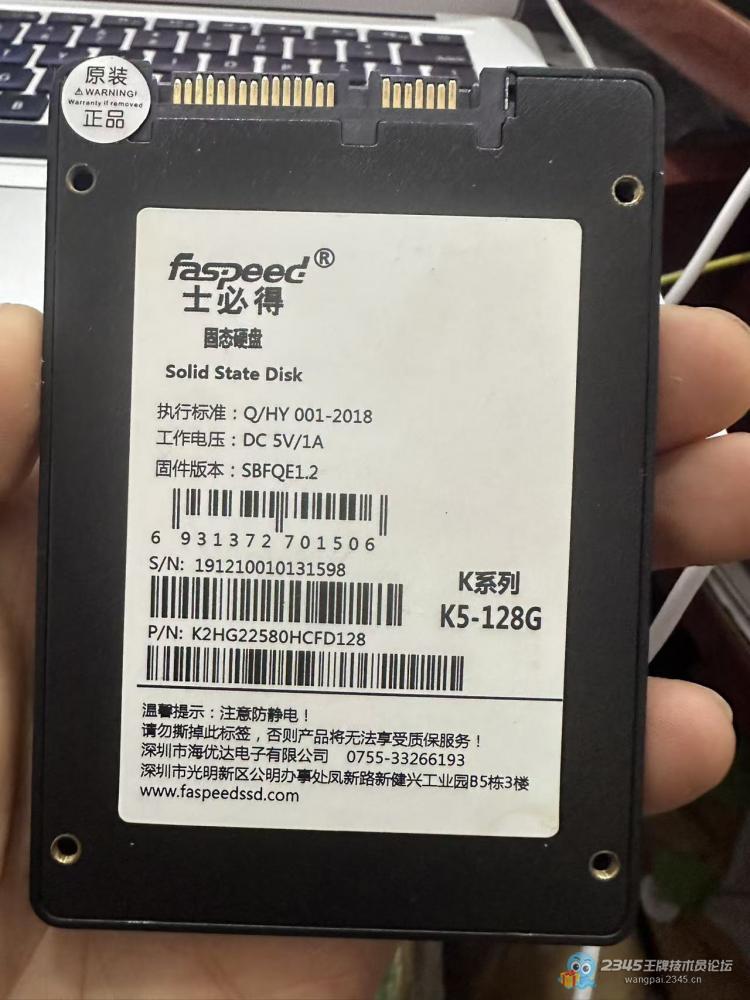 原装
⚠WARNING!
Warranty if removed
正品
faspeed®
士必得
固态硬盘
Solid State Disk
执行标准：Q/HY 001-2018
工作电压：DC 5V/1A
固件版本：SBFQE1.2
6 931372 701506
S/N: 191210010131598
K系列
K5-128G
P/N: K2HG22580HCFD128
温馨提示：注意防静电！
请勿撕掉此标签，否则产品将无法享受质保服务！
深圳市海优达电子有限公司 0755-33266193
深圳市光明新区公明办事处凤新路新健兴工业园B5栋3楼
www.faspeedssd.com
2345王牌技术员论坛
wangpai.2345.cn